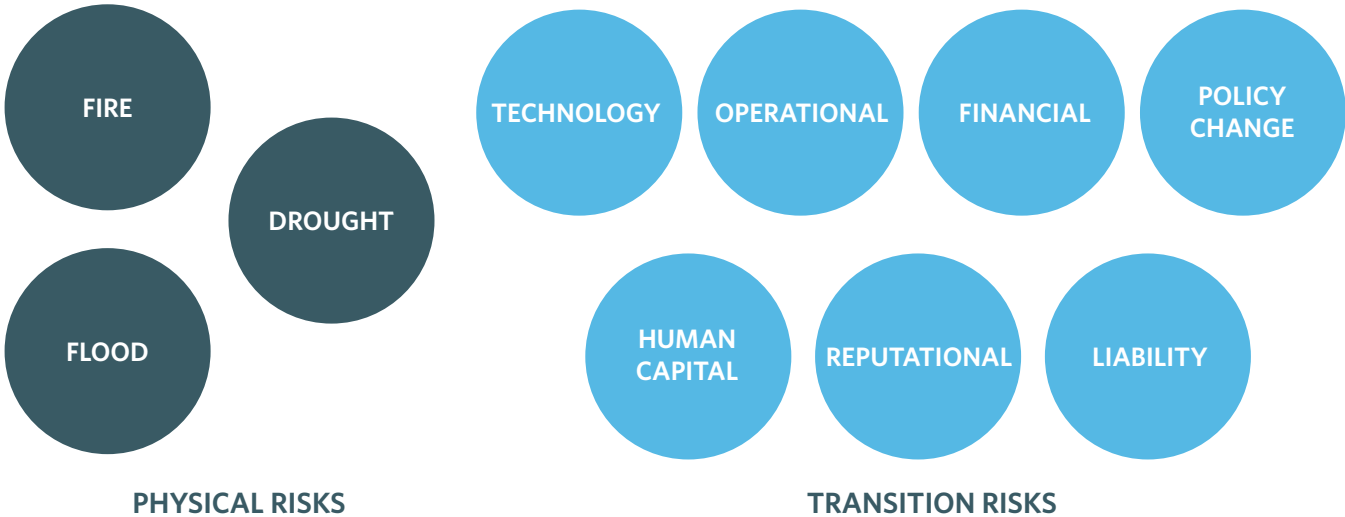 FIRE
DROUGHT
FLOOD
PHYSICAL RISKS
TECHNOLOGY
OPERATIONAL
FINANCIAL
POLICY
CHANGE
HUMAN
CAPITAL
REPUTATIONAL
LIABILITY
TRANSITION RISKS